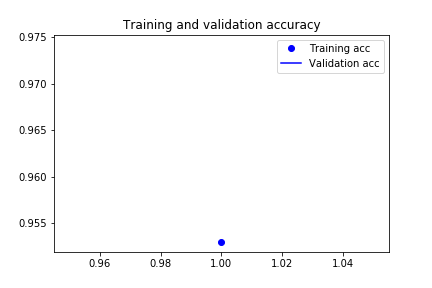 Training and validation accuracy
0.975
Training acc
Validation acc
0.970
0.965
0.960
0.955
0.96 0.98 1.00 1.02 1.04